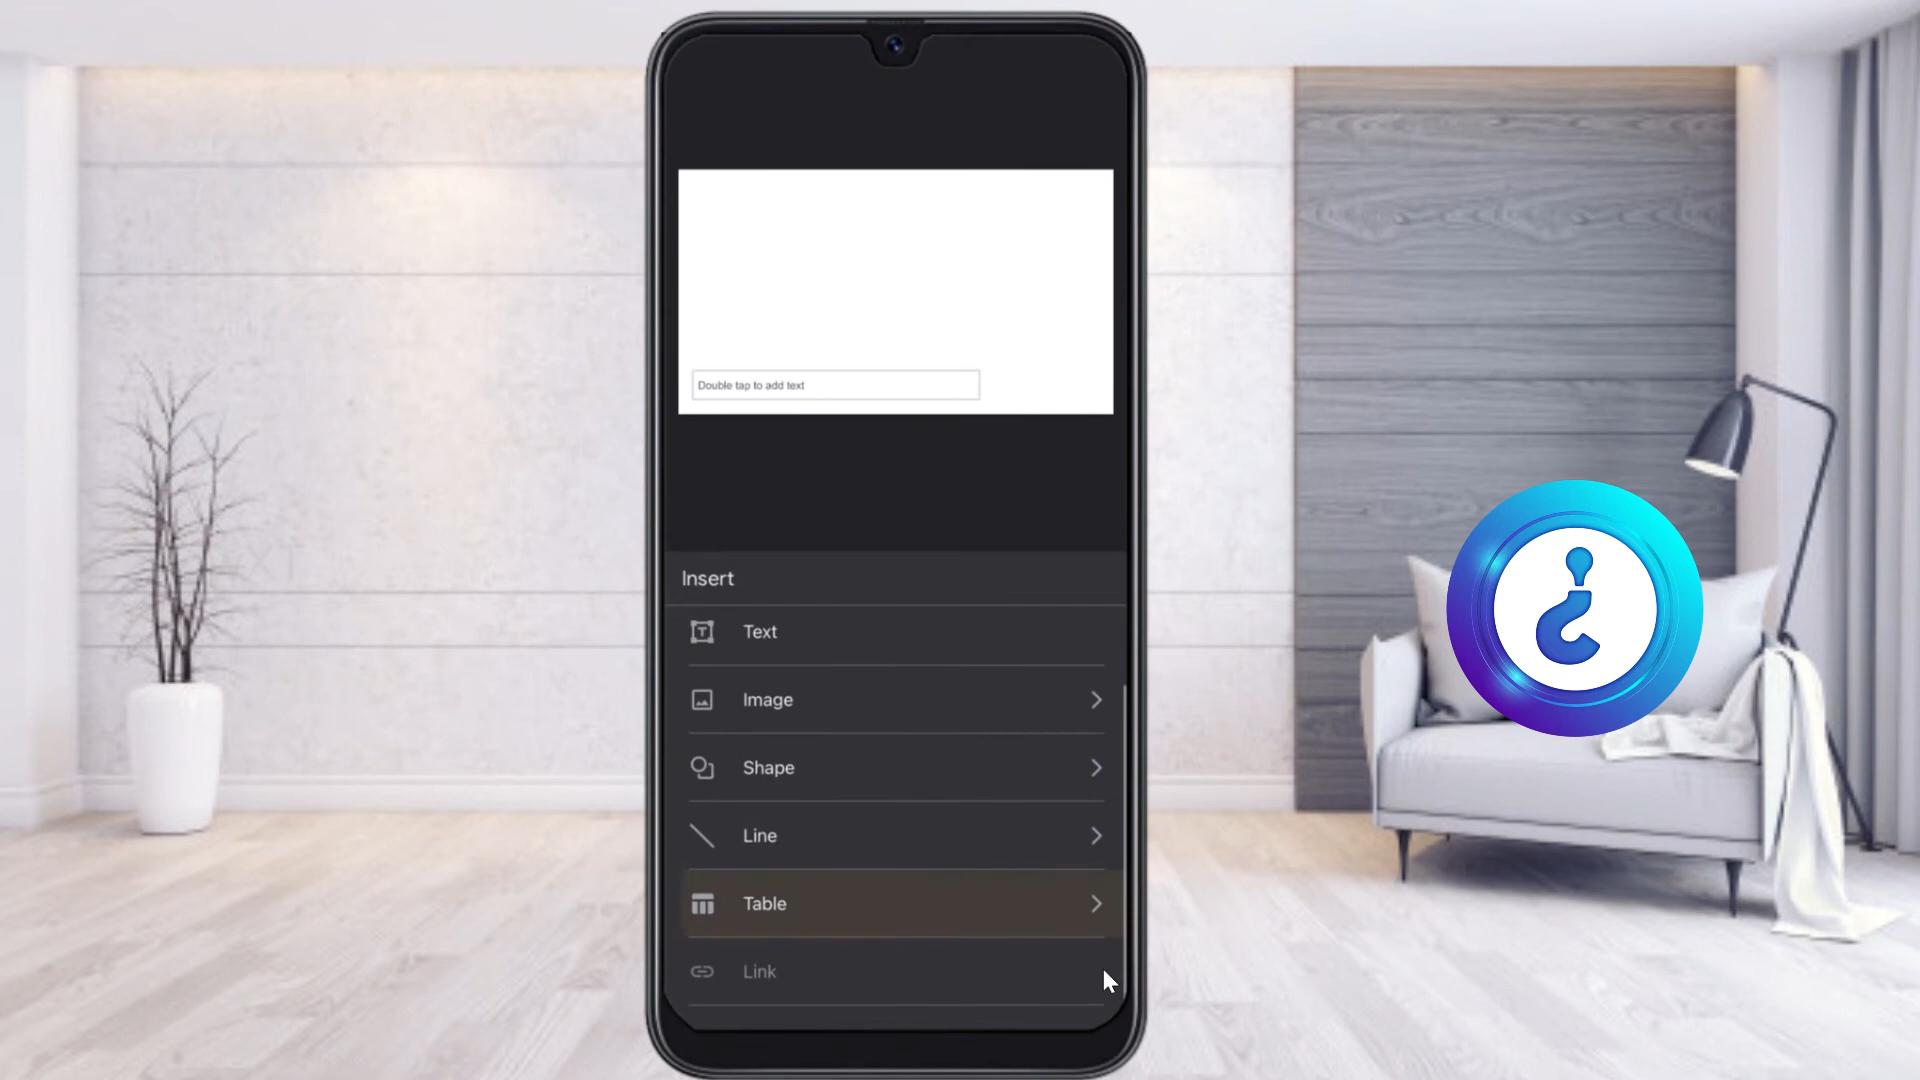 Double tap to add text
Insert
Text
Image
Shape
Line
Table
Link